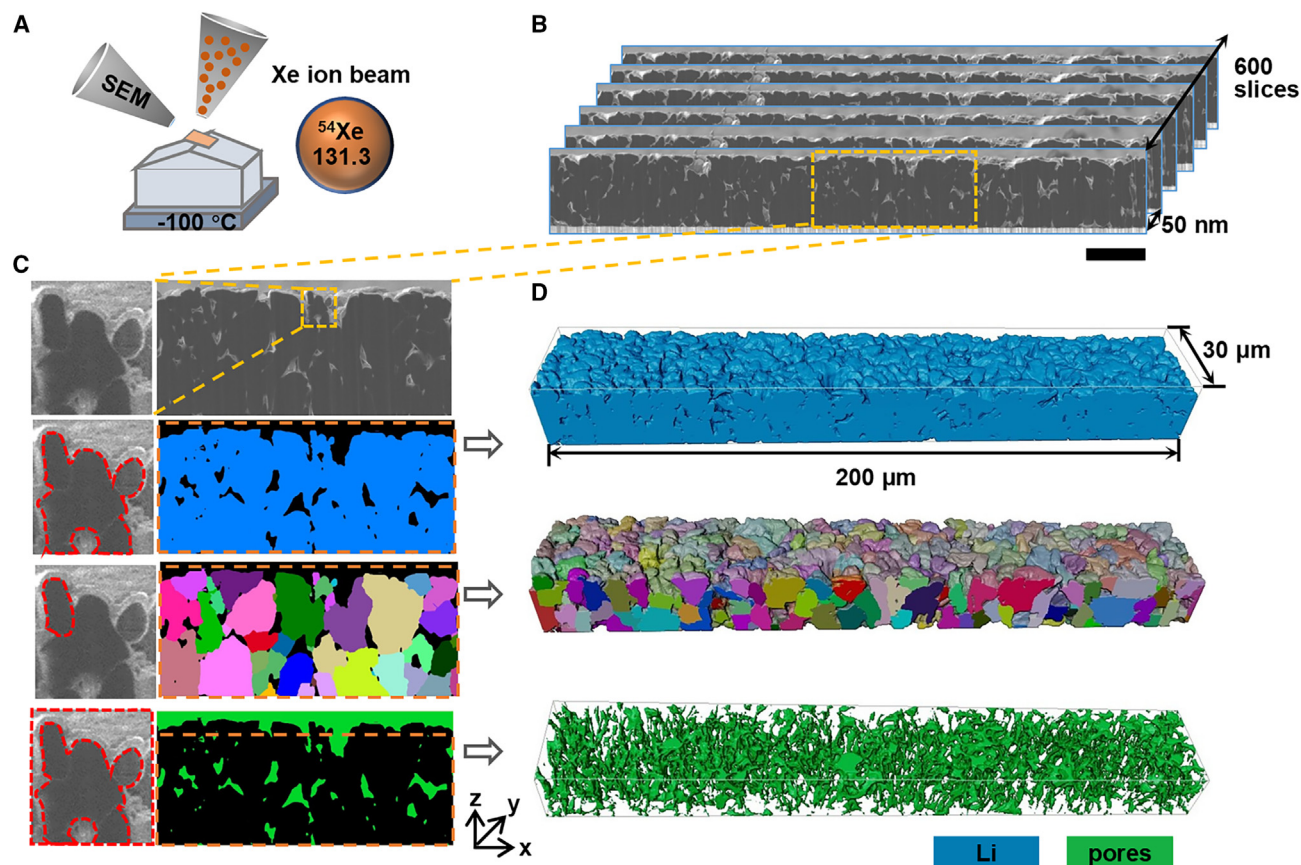 A
SEM
Xe ion beam
⁵⁴Xe
131.3
-100 °C
B
600
slices
50 nm
C
z
y
x
D
30 µm
200 µm
Li
pores